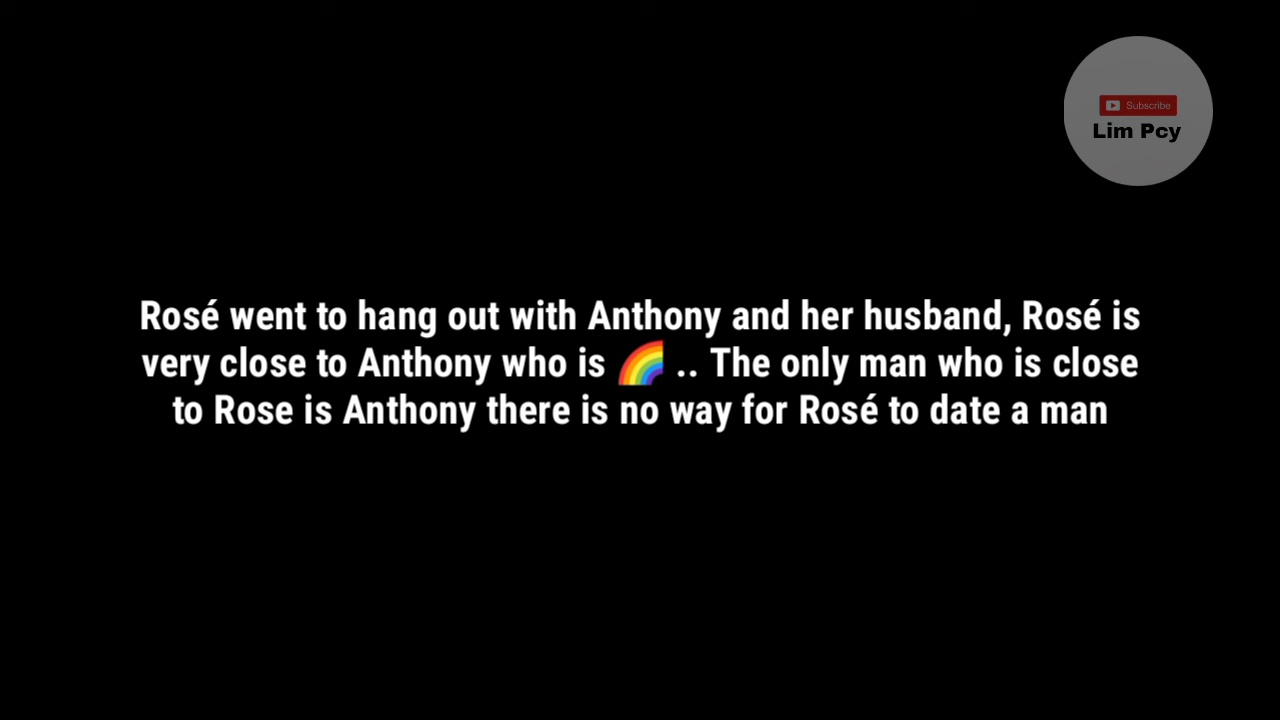 Subscribe
Lim Pcy
Rosé went to hang out with Anthony and her husband, Rosé is
very close to Anthony who is 🌈 .. The only man who is close
to Rose is Anthony there is no way for Rosé to date a man